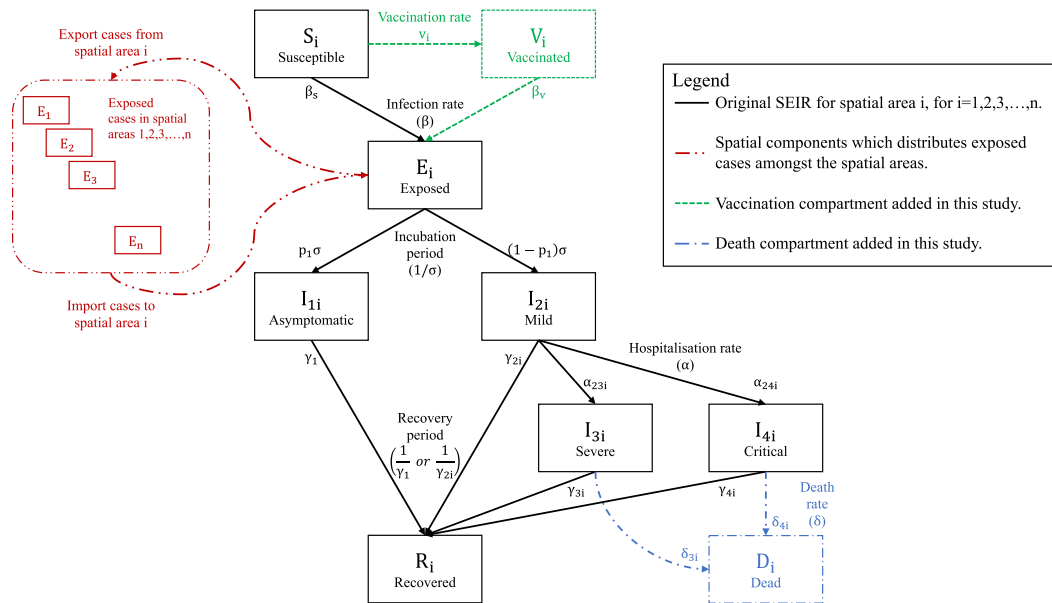 Export cases from
spatial area i
Exposed
cases in spatial
areas 1,2,3,…,n
E₁
E₂
E₃
Eₙ
Import cases to
spatial area i
Sᵢ
Susceptible
Vaccination rate
vᵢ
Vᵢ
Vaccinated
βₛ
Infection rate
(β)
βᵥ
Eᵢ
Exposed
p₁σ
Incubation
period
(1/σ)
(1 − p₁)σ
I₁ᵢ
Asymptomatic
I₂ᵢ
Mild
γ₁
γ₂ᵢ
Hospitalisation rate
(α)
α₂₃ᵢ
α₂₄ᵢ
I₃ᵢ
Severe
I₄ᵢ
Critical
Recovery
period
(1/γ₁ or 1/γ₂ᵢ)
γ₃ᵢ
γ₄ᵢ
Death
rate
(δ)
δ₄ᵢ
δ₃ᵢ
Rᵢ
Recovered
Dᵢ
Dead
Legend
Original SEIR for spatial area i, for i=1,2,3,…,n.
Spatial components which distributes exposed
cases amongst the spatial areas.
Vaccination compartment added in this study.
Death compartment added in this study.